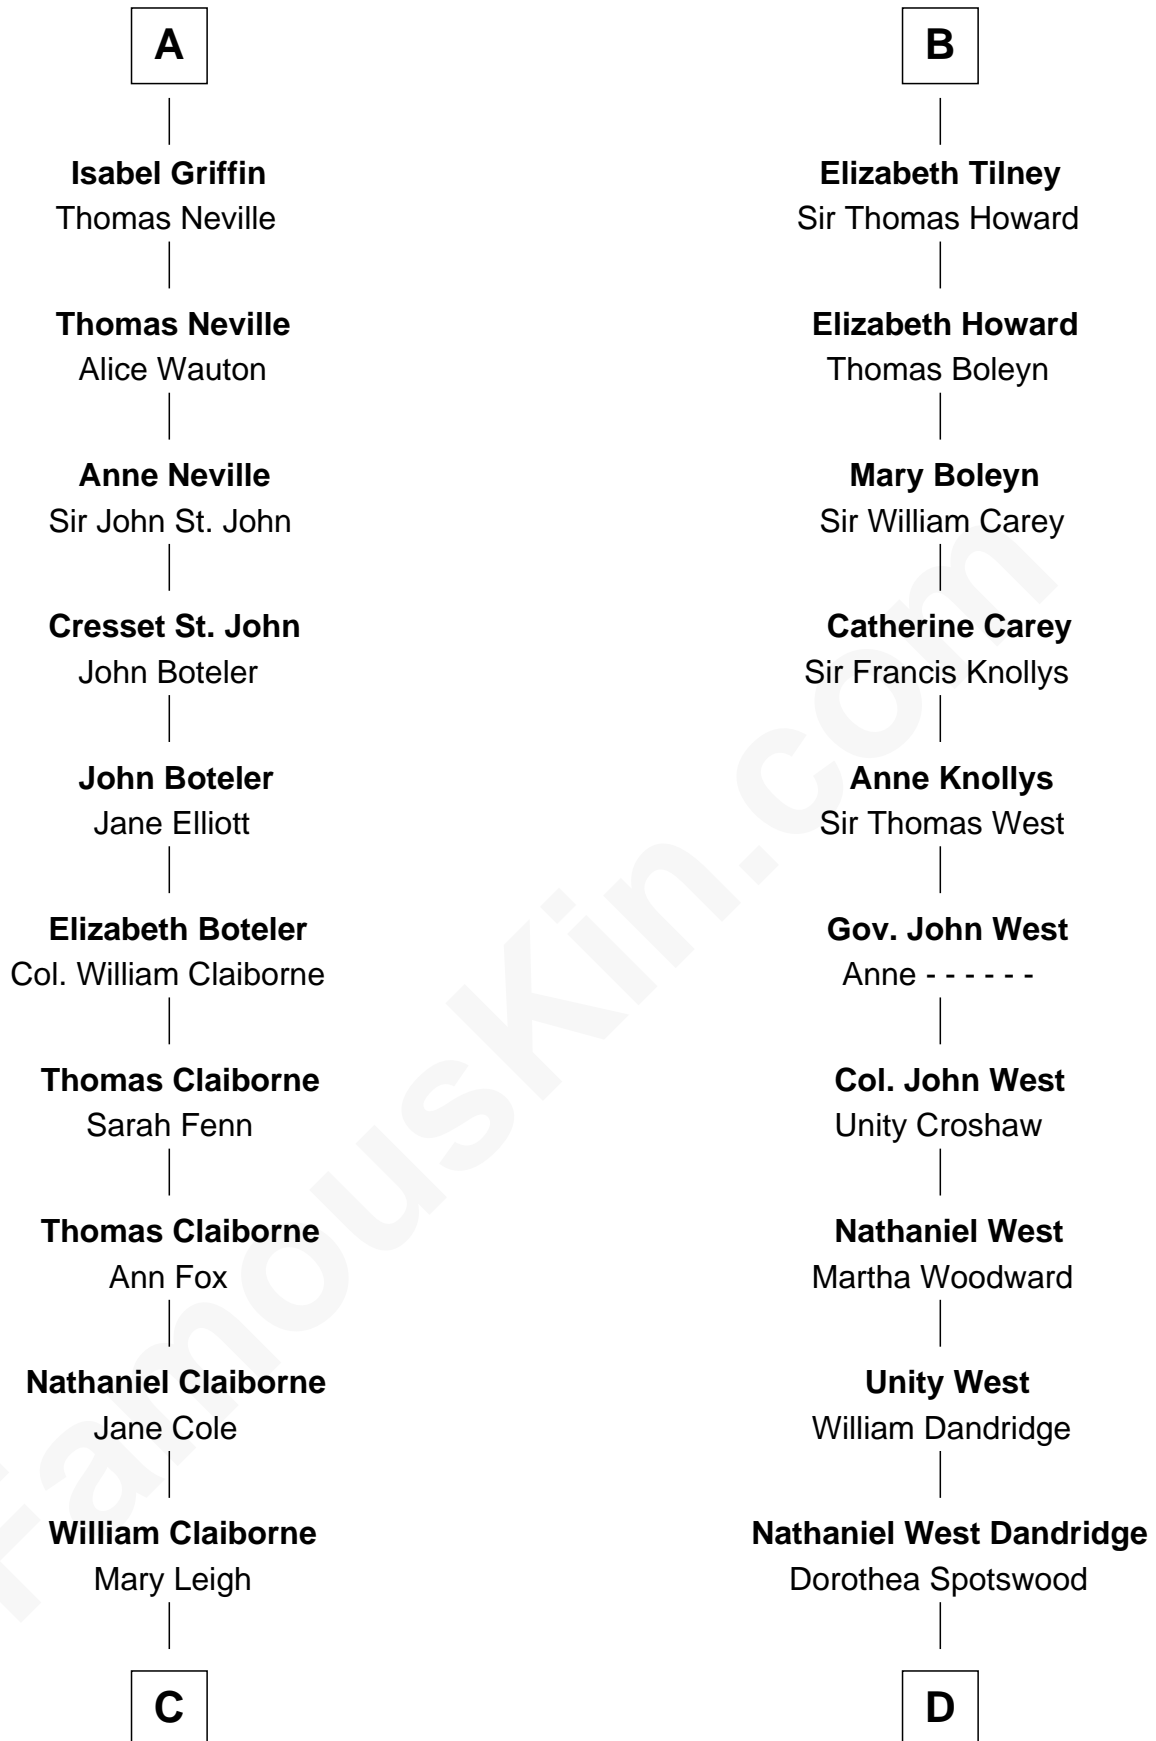 A
Isabel Griffin
Thomas Neville
Thomas Neville
Alice Wauton
Anne Neville
Sir John St. John
Cresset St. John
John Boteler
John Boteler
Jane Elliott
Elizabeth Boteler
Col. William Claiborne
Thomas Claiborne
Sarah Fenn
Thomas Claiborne
Ann Fox
Nathaniel Claiborne
Jane Cole
William Claiborne
Mary Leigh
C
B
Elizabeth Tilney
Sir Thomas Howard
Elizabeth Howard
Thomas Boleyn
Mary Boleyn
Sir William Carey
Catherine Carey
Sir Francis Knollys
Anne Knollys
Sir Thomas West
Gov. John West
Anne - - - - - -
Col. John West
Unity Croshaw
Nathaniel West
Martha Woodward
Unity West
William Dandridge
Nathaniel West Dandridge
Dorothea Spotswood
D
FamousKin.com